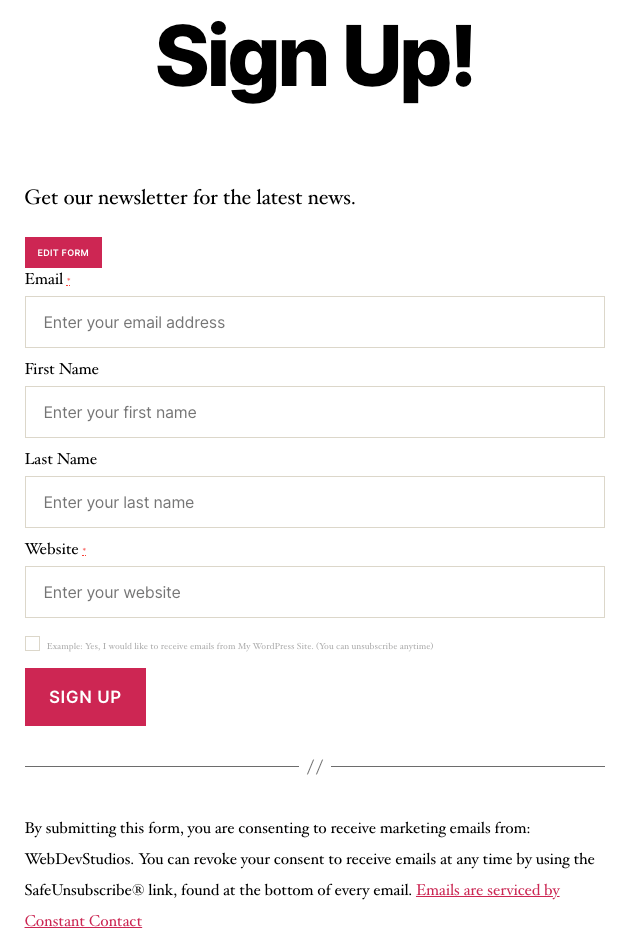 Sign Up!
Get our newsletter for the latest news.
EDIT FORM
Email *
Enter your email address
First Name
Enter your first name
Last Name
Enter your last name
Website *
Enter your website
Example: Yes, I would like to receive emails from My WordPress Site. (You can unsubscribe anytime)
SIGN UP
//
By submitting this form, you are consenting to receive marketing emails from:
WebDevStudios. You can revoke your consent to receive emails at any time by using the
SafeUnsubscribe® link, found at the bottom of every email. Emails are serviced by
Constant Contact